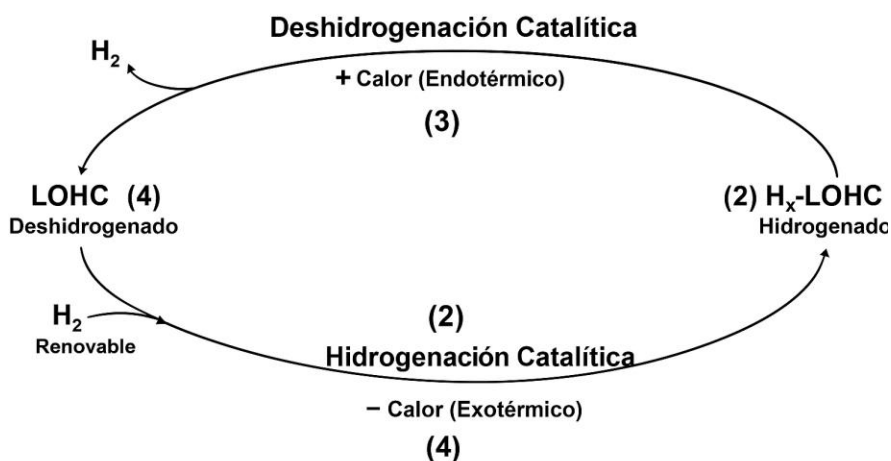 Deshidrogenación Catalítica
H₂
+ Calor (Endotérmico)
(3)
LOHC (4)
Deshidrogenado
(2) Hₓ-LOHC
Hidrogenado
H₂
Renovable
(2)
Hidrogenación Catalítica
– Calor (Exotérmico)
(4)